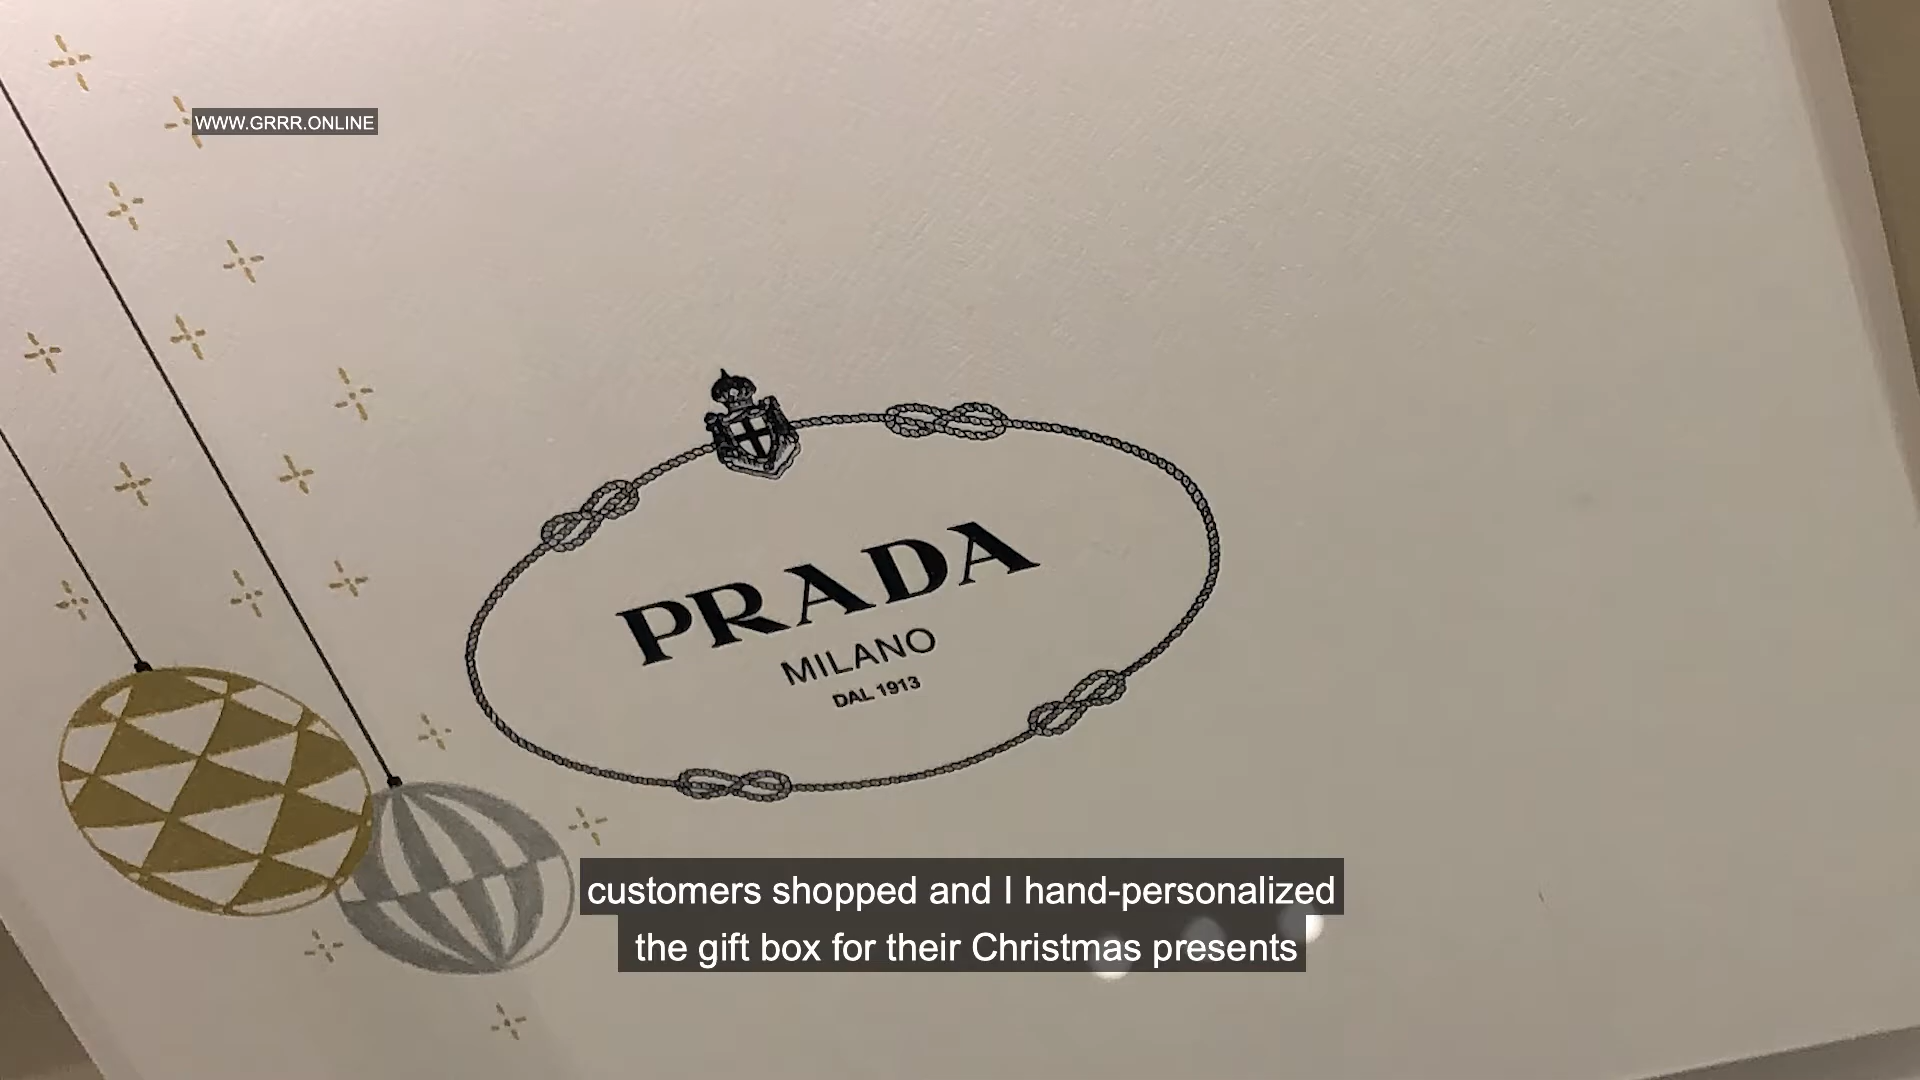 WWW.GRRR.ONLINE
PRADA
MILANO
DAL 1913
customers shopped and I hand-personalized
the gift box for their Christmas presents